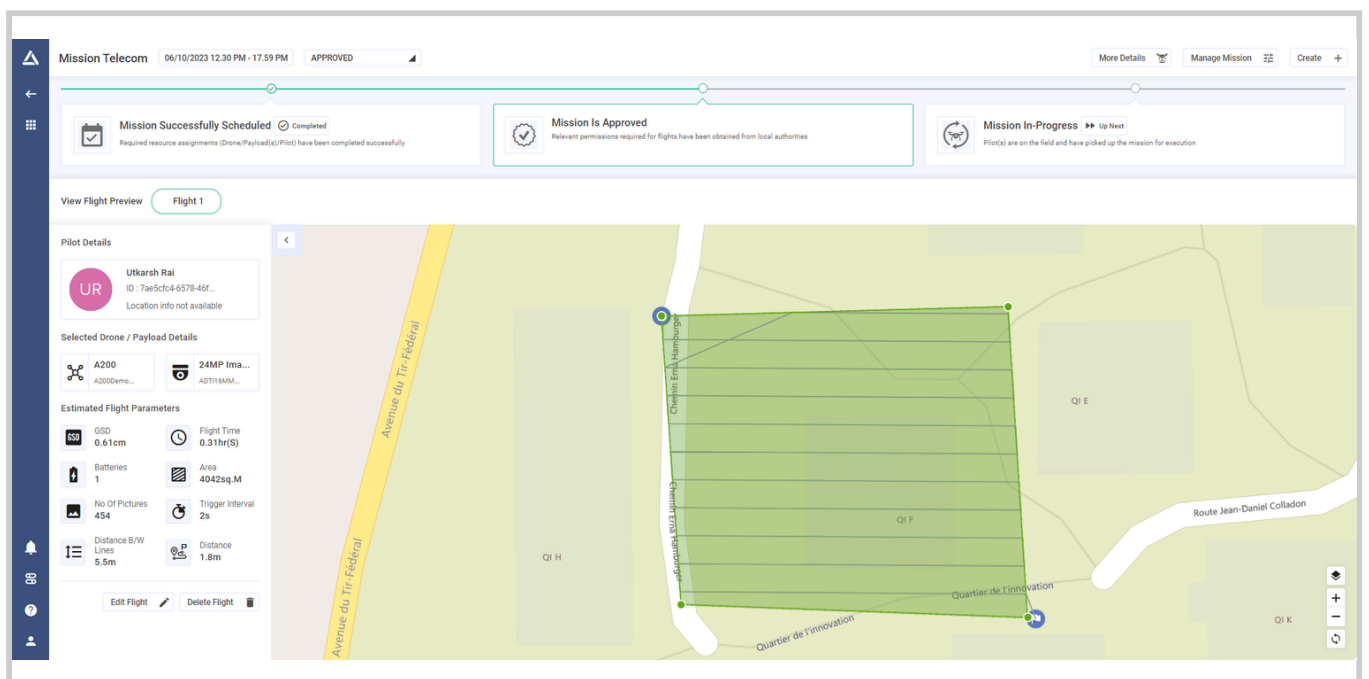 Mission Telecom
06/10/2023 12.30 PM - 17.59 PM
APPROVED
More Details
Manage Mission
Create +
Mission Successfully Scheduled
Completed
Required resource assignments (Drone/Payload(s)/Pilot) have been completed successfully
Mission Is Approved
Relevant permissions required for flights have been obtained from local authorities
Mission In-Progress
Up Next
Pilot(s) are on the field and have picked up the mission for execution
View Flight Preview
Flight 1
Pilot Details
UR
Utkarsh Rai
ID : 7ae5cfc4-6578-46f...
Location info not available
Selected Drone / Payload Details
A200
A200Demo...
24MP Ima...
ADTI16MM...
Estimated Flight Parameters
GSD
GSD
0.61cm
Flight Time
0.31hr(S)
Batteries
1
Area
4042sq.M
No Of Pictures
454
Trigger Interval
2s
Distance B/W
Lines
5.5m
Distance
1.8m
Edit Flight
Delete Flight
Avenue du Tir-Fédéral
Avenue du Tir-Fédéral
Chemin Erna Hamburger
Chemin Erna Hamburger
QI E
QI F
QI H
QI K
Route Jean-Daniel Colladon
Quartier de l'innovation
Quartier de l'innovation